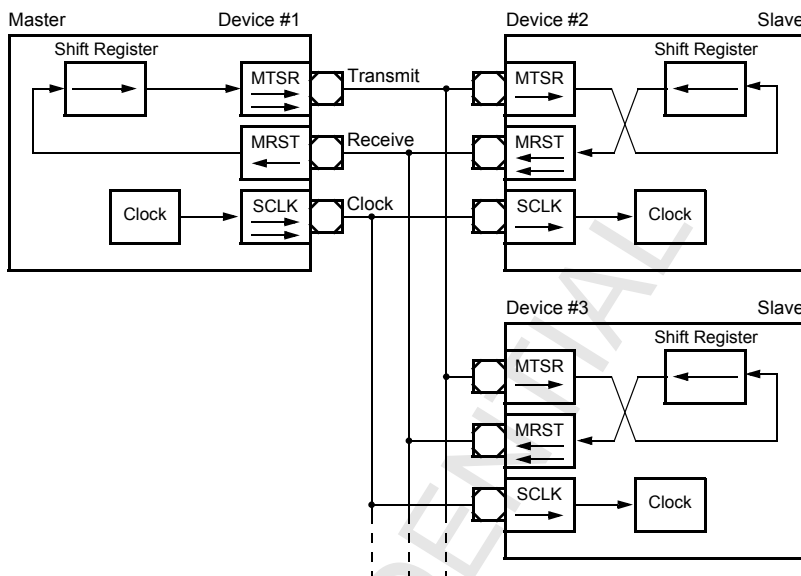 Master Device #1
Shift Register
MTSR
Transmit
MRST
Receive
Clock
SCLK
Clock
Device #2 Slave
MTSR
Shift Register
MRST
SCLK
Clock
Device #3 Slave
MTSR
Shift Register
MRST
SCLK
Clock
DENTIAL